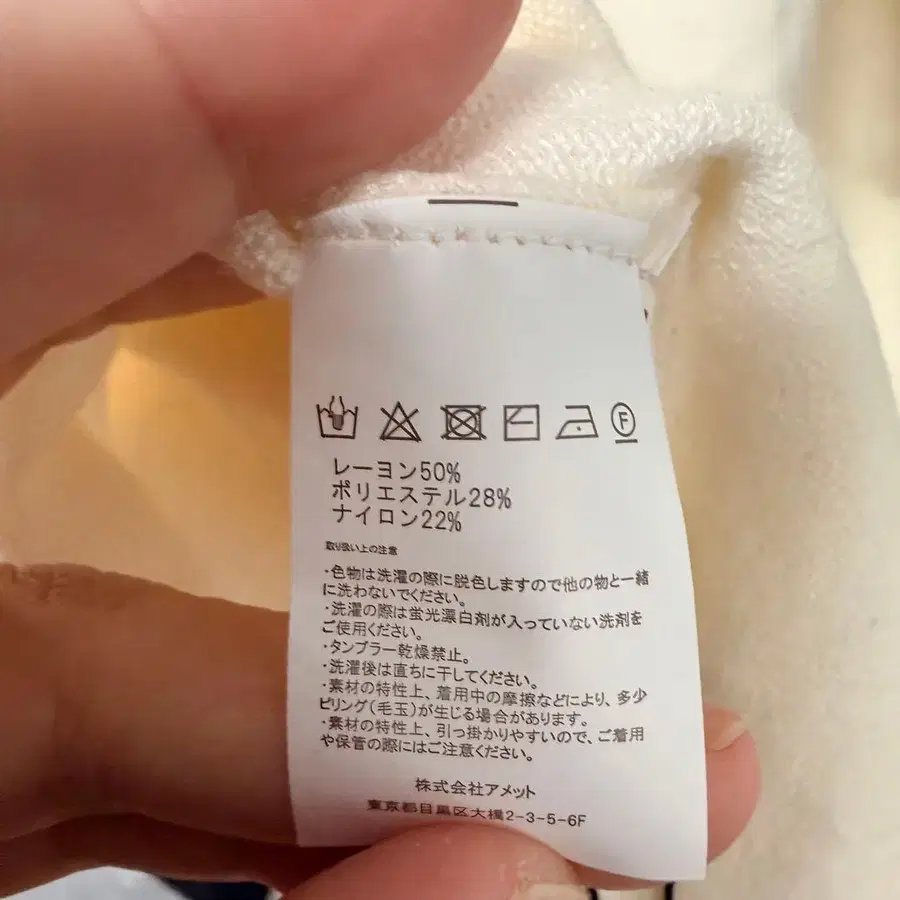 F
レーヨン50%
ポリエステル28%
ナイロン22%
取り扱い上の注意
・色物は洗濯の際に脱色しますので他の物と一緒
に洗わないでください。
・洗濯の際は蛍光漂白剤が入っていない洗剤を
ご使用ください。
・タンブラー乾燥禁止。
・洗濯後は直ちに干してください。
・素材の特性上、着用中の摩擦などにより、多少
ピリング(毛玉)が生じる場合があります。
・素材の特性上、引っ掛かりやすいので、ご着用
や保管の際にはご注意ください。
株式会社アメット
東京都目黒区大橋2-3-5-6F